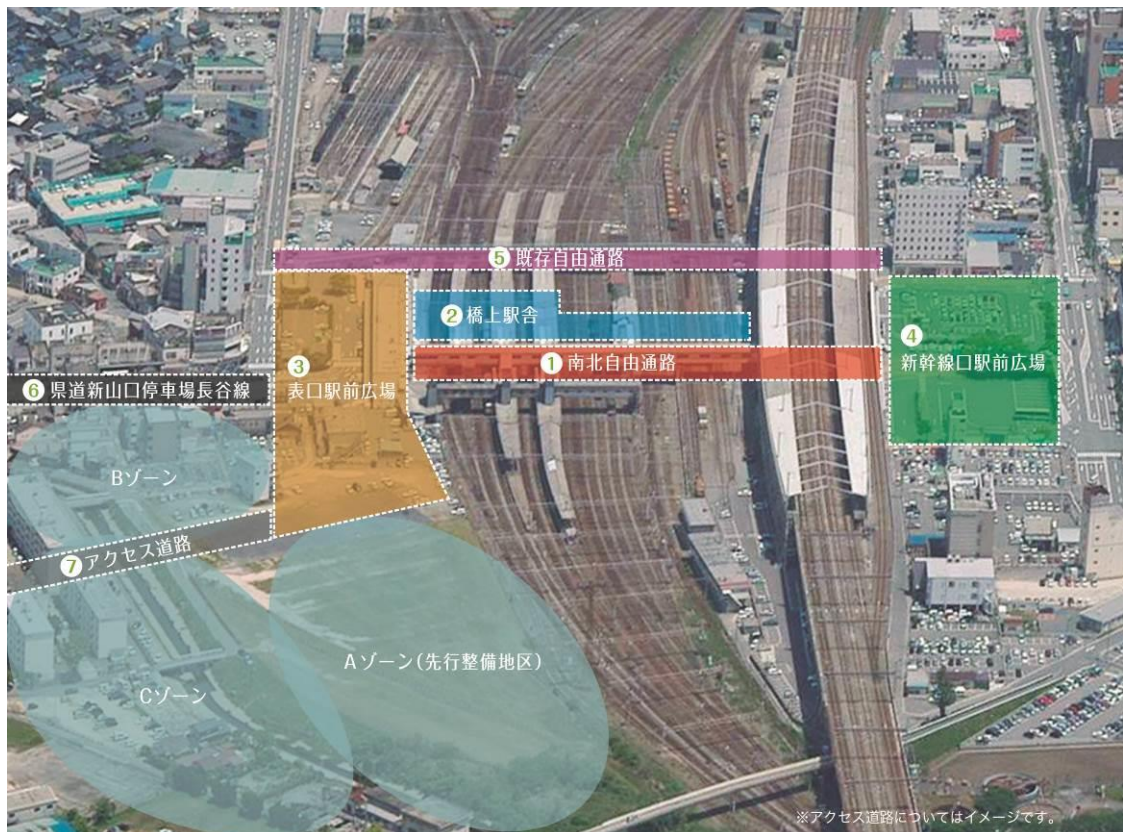 ⑤ 既存自由通路
② 橋上駅舎
① 南北自由通路
③
表口駅前広場
④
新幹線口駅前広場
⑥ 県道新山口停車場長谷線
Bゾーン
⑦ アクセス道路
Aゾーン(先行整備地区)
Cゾーン
※アクセス道路についてはイメージです。